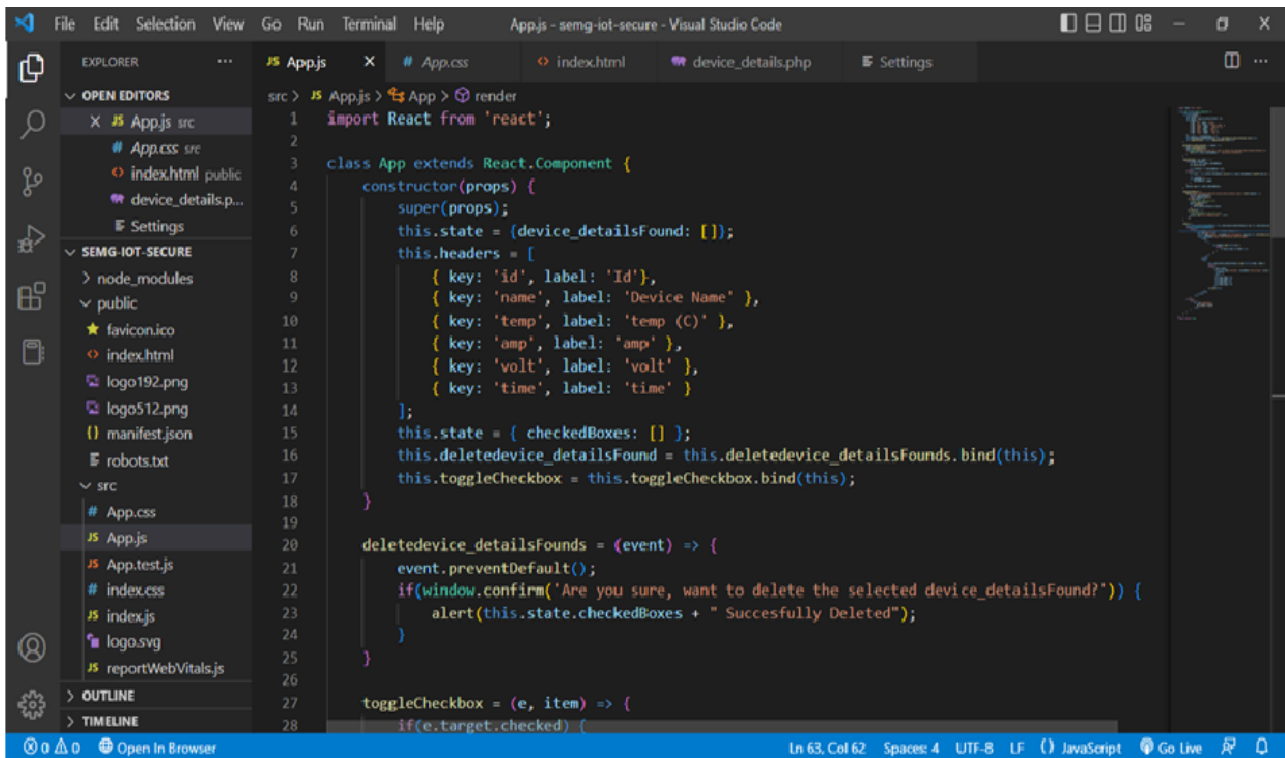 File Edit Selection View Go Run Terminal Help App.js - semg-iot-secure - Visual Studio Code
EXPLORER
OPEN EDITORS
App.js src
App.css src
index.html public
device_details.p...
Settings
SEMG-IOT-SECURE
node_modules
public
favicon.ico
index.html
logo192.png
logo512.png
manifest.json
robots.txt
src
App.css
App.js
App.test.js
index.css
index.js
logo.svg
reportWebVitals.js
OUTLINE
TIMELINE
JS App.js X # App.css <> index.html device_details.php Settings
src > JS App.js > App > render
1 import React from 'react';
2
3 class App extends React.Component {
4 constructor(props) {
5 super(props);
6 this.state = {device_detailsFound: []};
7 this.headers = [
8 { key: 'id', label: 'Id'},
9 { key: 'name', label: 'Device Name" },
10 { key: 'temp', label: 'temp (C)" },
11 { key: 'amp', label: "amp' },
12 { key: 'volt', label: 'volt' },
13 { key: 'time', label: 'time' }
14 ];
15 this.state = { checkedBoxes: [] };
16 this.deletedevice_detailsFound = this.deletedevice_detailsFounds.bind(this);
17 this.toggleCheckbox = this.toggleCheckbox.bind(this);
18 }
19
20 deletedevice_detailsFounds = (event) => {
21 event.preventDefault();
22 if(window.confirm('Are you sure, want to delete the selected device_detailsFound?")) {
23 alert(this.state.checkedBoxes + " Succesfully Deleted");
24 }
25 }
26
27 toggleCheckbox = (e, item) => {
28 if(e.target.checked) {
0 0 Open In Browser Ln 63, Col 62 Spaces: 4 UTF-8 LF {} JavaScript Go Live